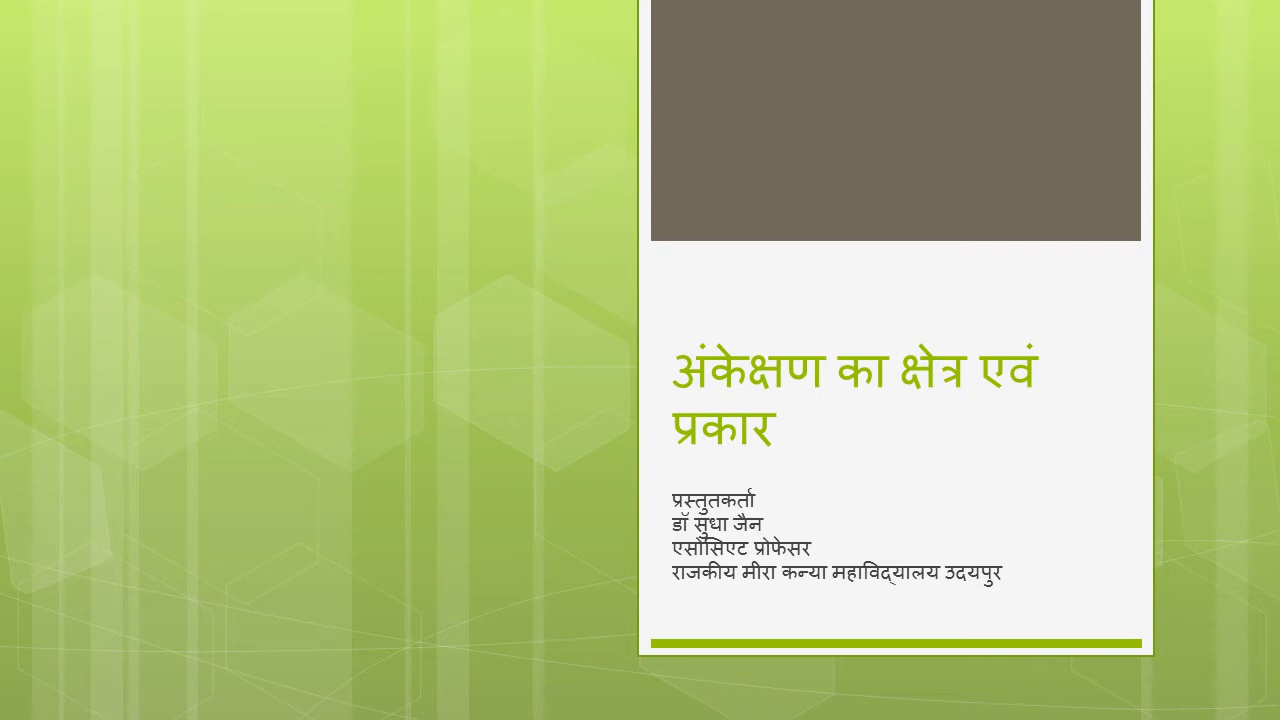 अंकेक्षण का क्षेत्र एवं
प्रकार
प्रस्तुतकर्ता
डॉ सुधा जैन
एसोसिएट प्रोफेसर
राजकीय मीरा कन्या महाविद्यालय उदयपुर